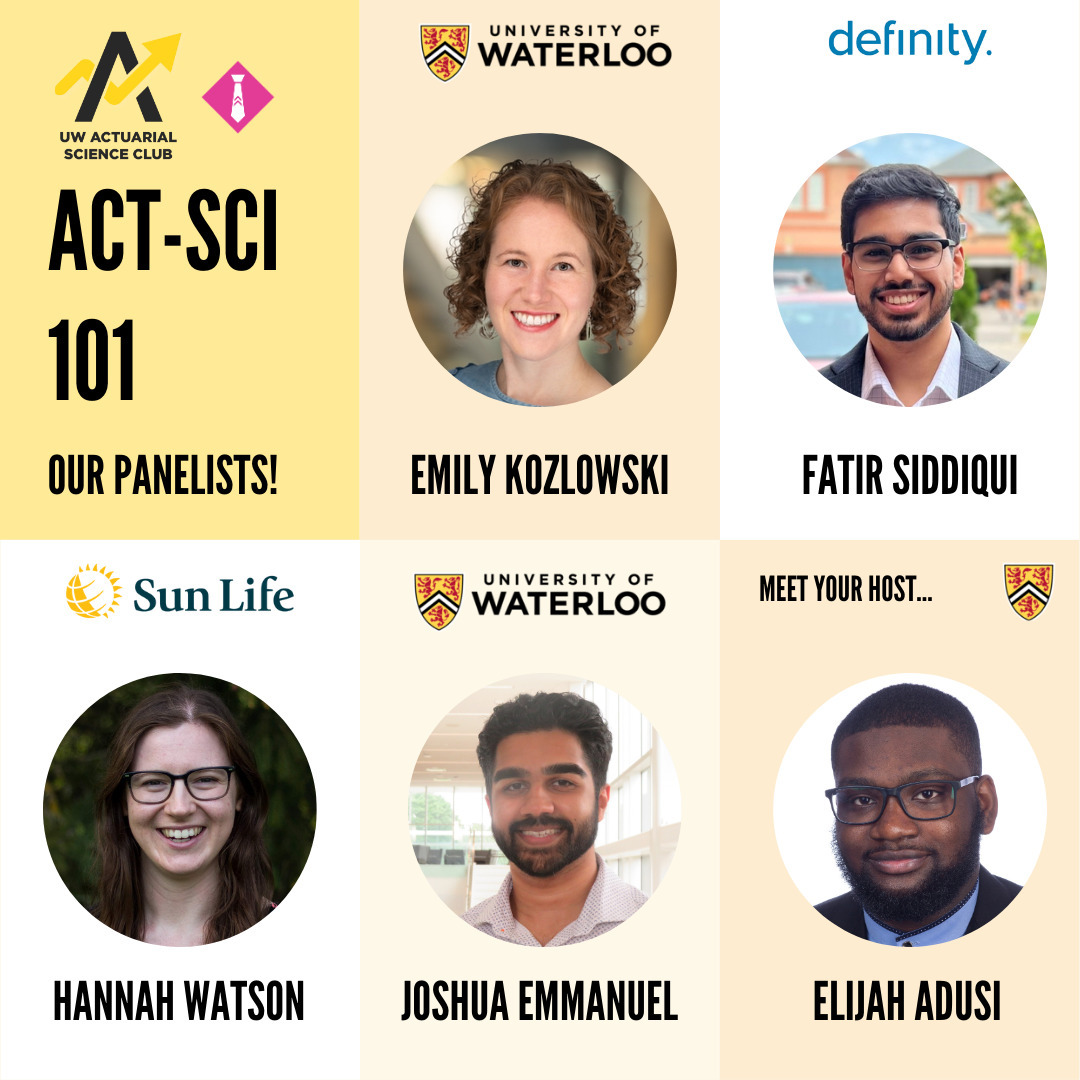 UW ACTUARIAL
SCIENCE CLUB
ACT-SCI
101
OUR PANELISTS!
UNIVERSITY OF
WATERLOO
EMILY KOZLOWSKI
definity.
FATIR SIDDIQUI
Sun Life
HANNAH WATSON
UNIVERSITY OF
WATERLOO
JOSHUA EMMANUEL
MEET YOUR HOST...
ELIJAH ADUSI